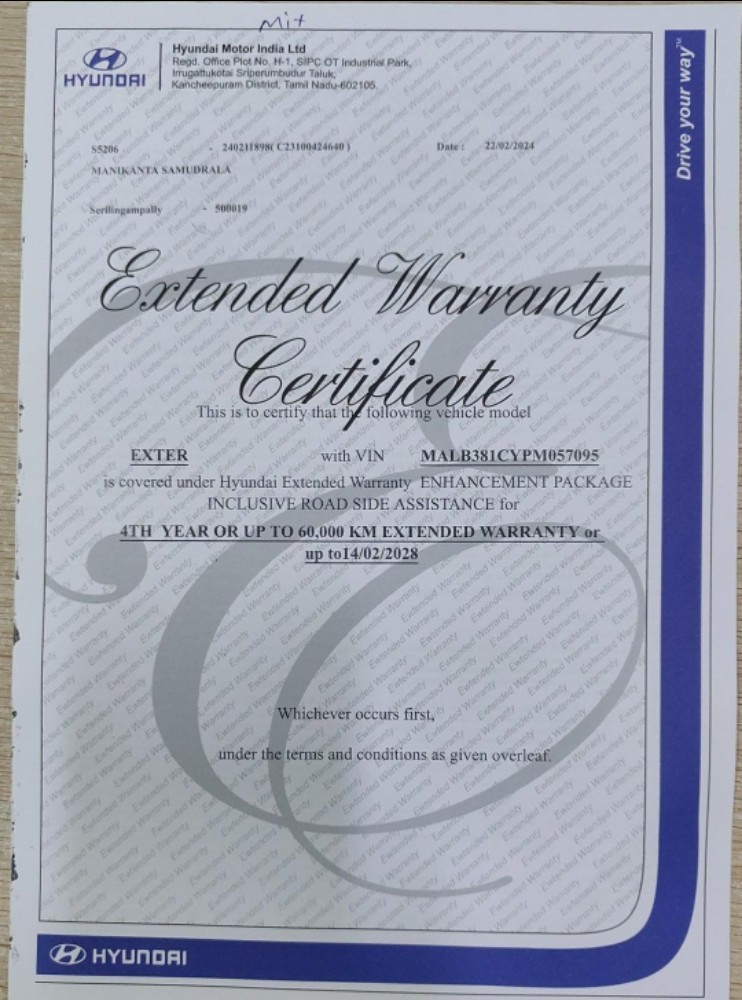 Mit
HYUNDAI
Hyundai Motor India Ltd
Regd. Office Plot No. H-1, SIPC OT Industrial Park,
Irrugattukotai Sriperumbudur Taluk,
Kancheepuram District, Tamil Nadu-602105.
Drive your way™
S5206 - 240211898( C23100424640 ) Date : 22/02/2024
MANIKANTA SAMUDRALA
Serilingampally - 500019
Extended Warranty
Certificate
This is to certify that the following vehicle model
EXTER with VIN MALB381CYPM057095
is covered under Hyundai Extended Warranty ENHANCEMENT PACKAGE
INCLUSIVE ROAD SIDE ASSISTANCE for
4TH YEAR OR UP TO 60,000 KM EXTENDED WARRANTY or
up to14/02/2028
Whichever occurs first,
under the terms and conditions as given overleaf.
HYUNDAI